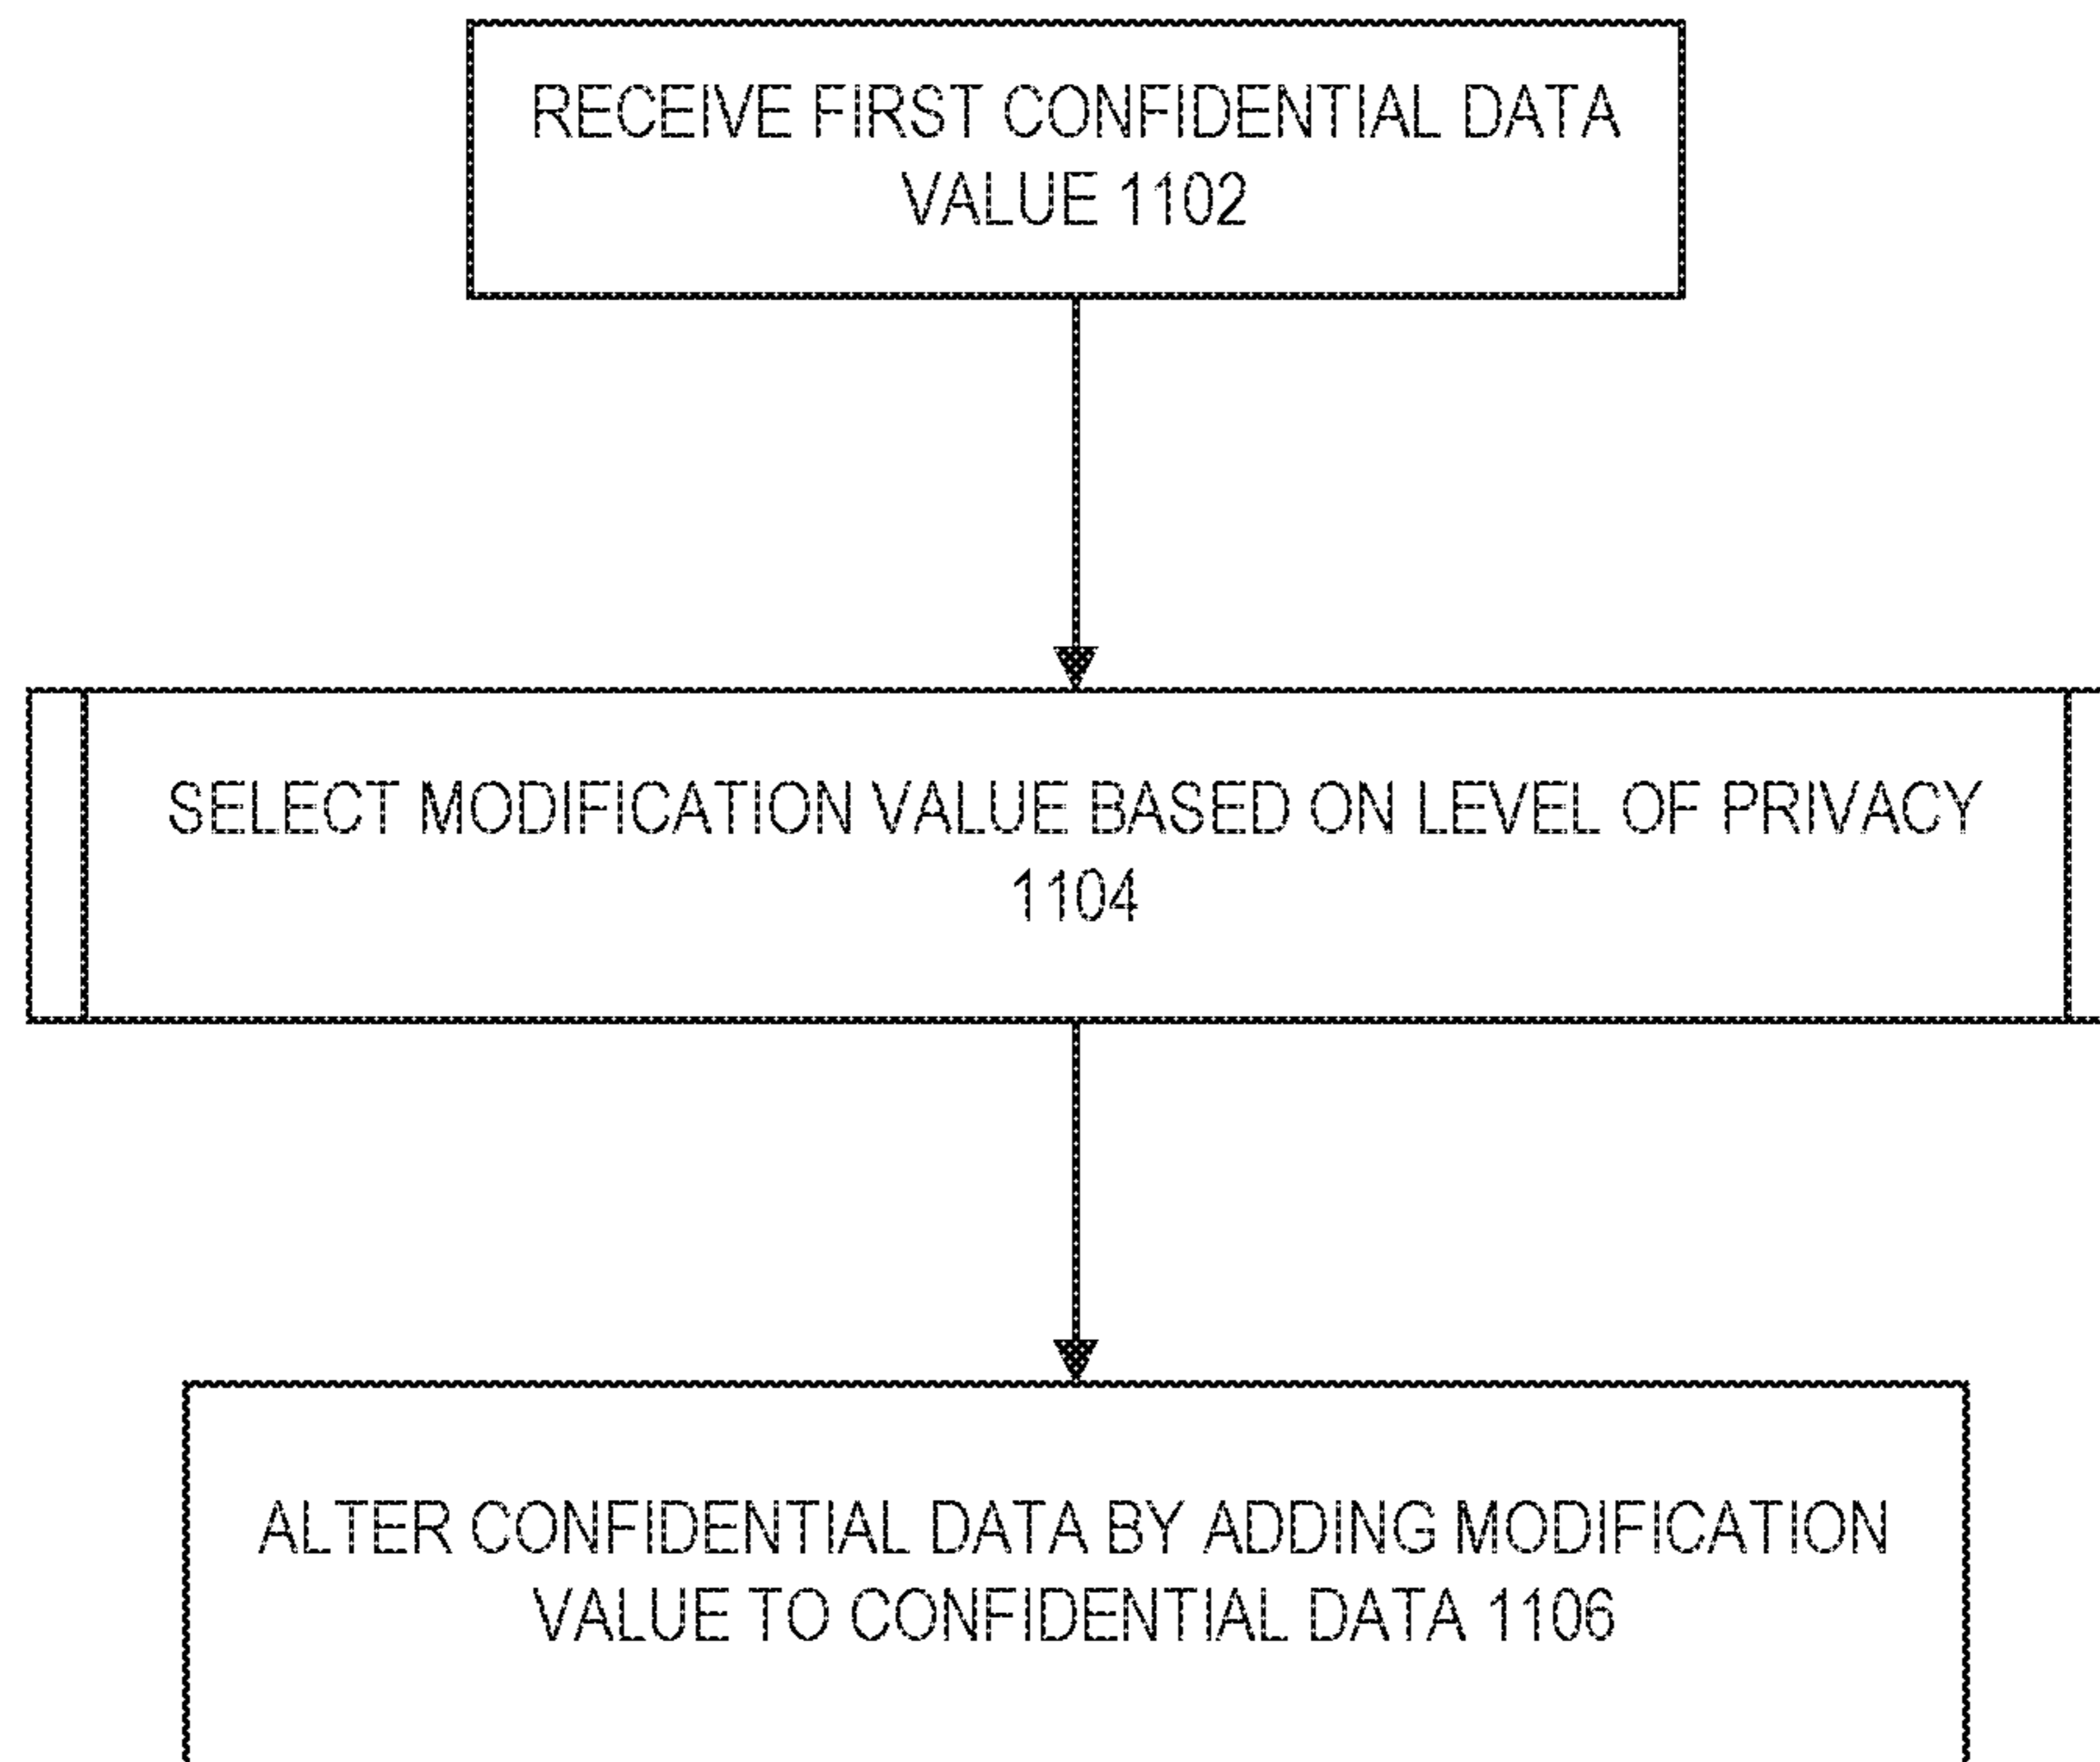 RECEIVE FIRST CONFIDENTIAL DATA
VALUE 1102
SELECT MODIFICATION VALUE BASED ON LEVEL OF PRIVACY
1104
ALTER CONFIDENTIAL DATA BY ADDING MODIFICATION
VALUE TO CONFIDENTIAL DATA 1106